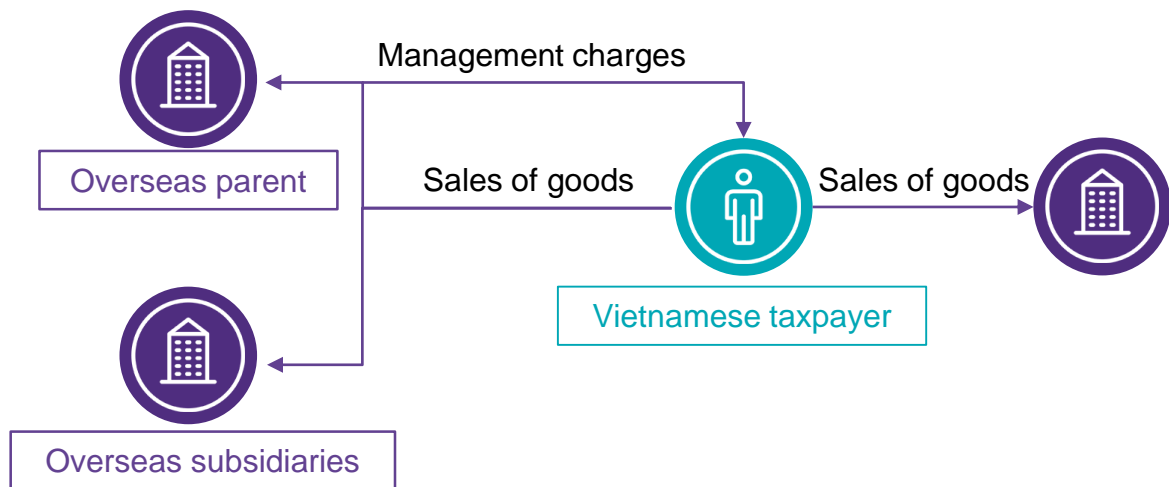 Management charges
Overseas parent
Sales of goods
Sales of goods
Vietnamese taxpayer
Overseas subsidiaries